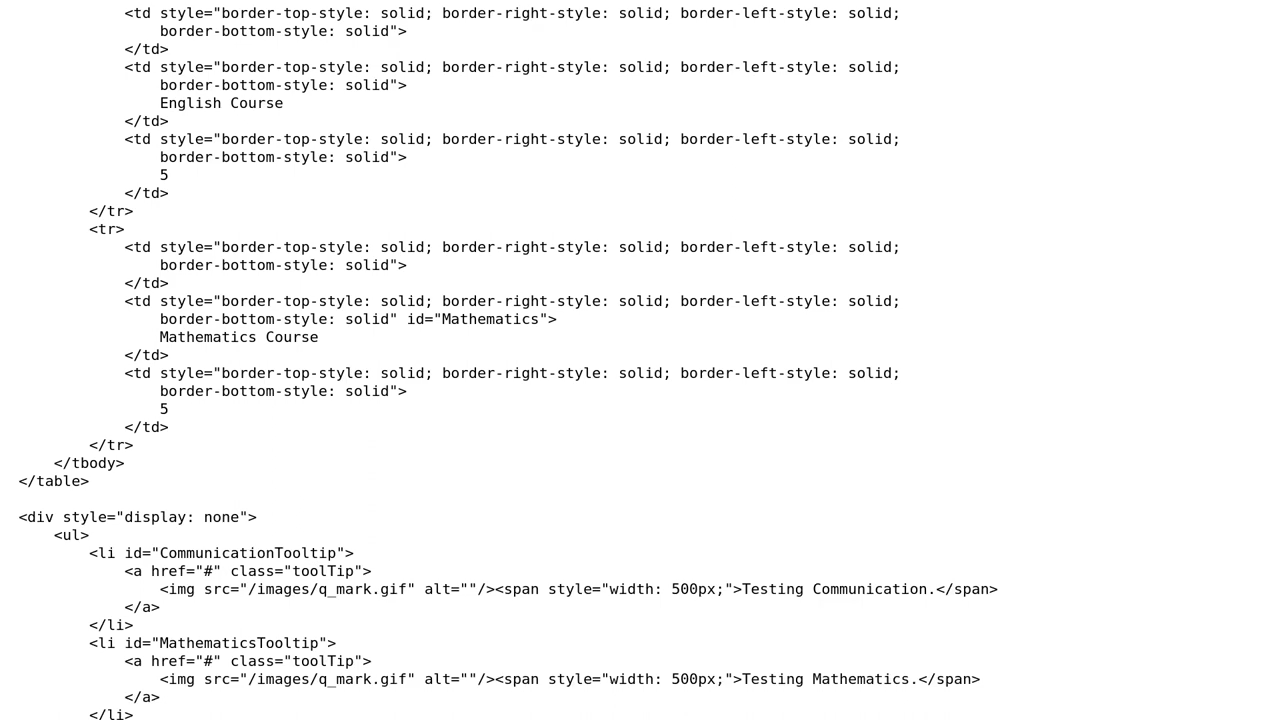 <td style="border-top-style: solid; border-right-style: solid; border-left-style: solid;
border-bottom-style: solid">
</td>
<td style="border-top-style: solid; border-right-style: solid; border-left-style: solid;
border-bottom-style: solid">
English Course
</td>
<td style="border-top-style: solid; border-right-style: solid; border-left-style: solid;
border-bottom-style: solid">
5
</td>
</tr>
<tr>
<td style="border-top-style: solid; border-right-style: solid; border-left-style: solid;
border-bottom-style: solid">
</td>
<td style="border-top-style: solid; border-right-style: solid; border-left-style: solid;
border-bottom-style: solid" id="Mathematics">
Mathematics Course
</td>
<td style="border-top-style: solid; border-right-style: solid; border-left-style: solid;
border-bottom-style: solid">
5
</td>
</tr>
</tbody>
</table>
<div style="display: none">
<ul>
<li id="CommunicationTooltip">
<a href="#" class="toolTip">
<img src="/images/q_mark.gif" alt=""/><span style="width: 500px;">Testing Communication.</span>
</a>
</li>
<li id="MathematicsTooltip">
<a href="#" class="toolTip">
<img src="/images/q_mark.gif" alt=""/><span style="width: 500px;">Testing Mathematics.</span>
</a>
</li>